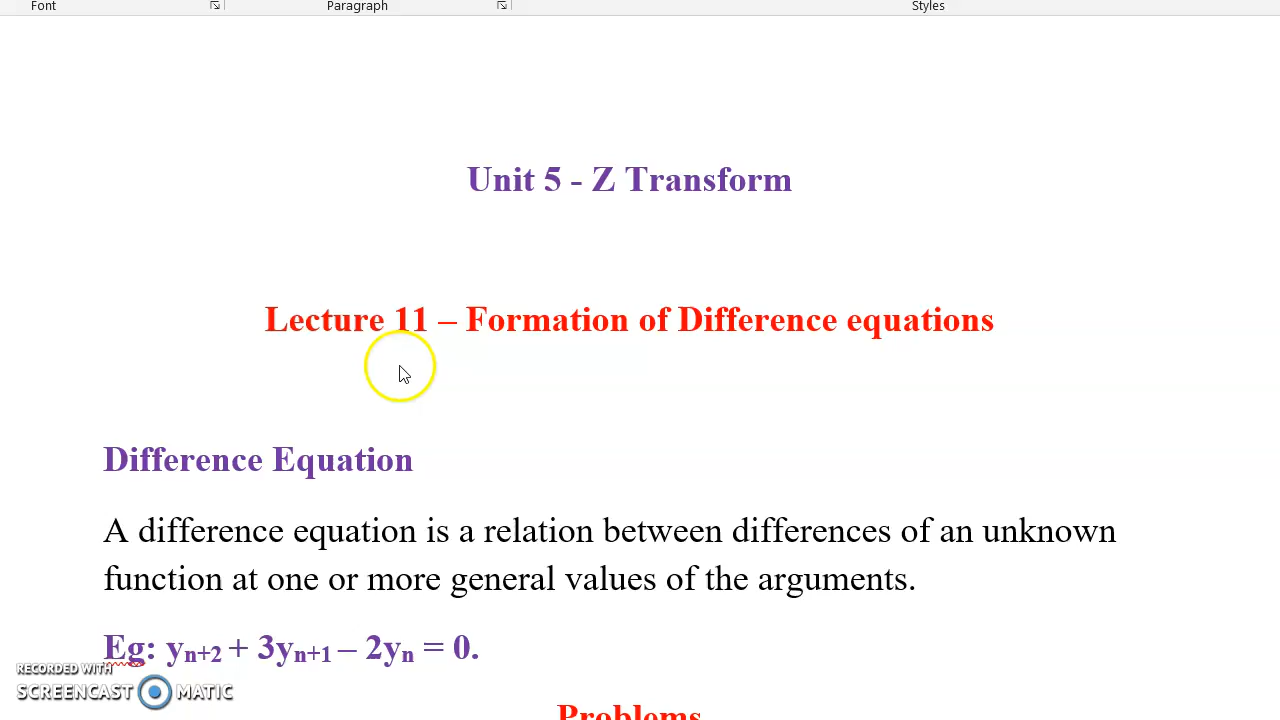 Font Paragraph Styles
Unit 5 - Z Transform
Lecture 11 – Formation of Difference equations
Difference Equation
A difference equation is a relation between differences of an unknown
function at one or more general values of the arguments.
Eg: yₙ₊₂ + 3yₙ₊₁ – 2yₙ = 0.
RECORDED WITH
SCREENCAST MATIC
Problems